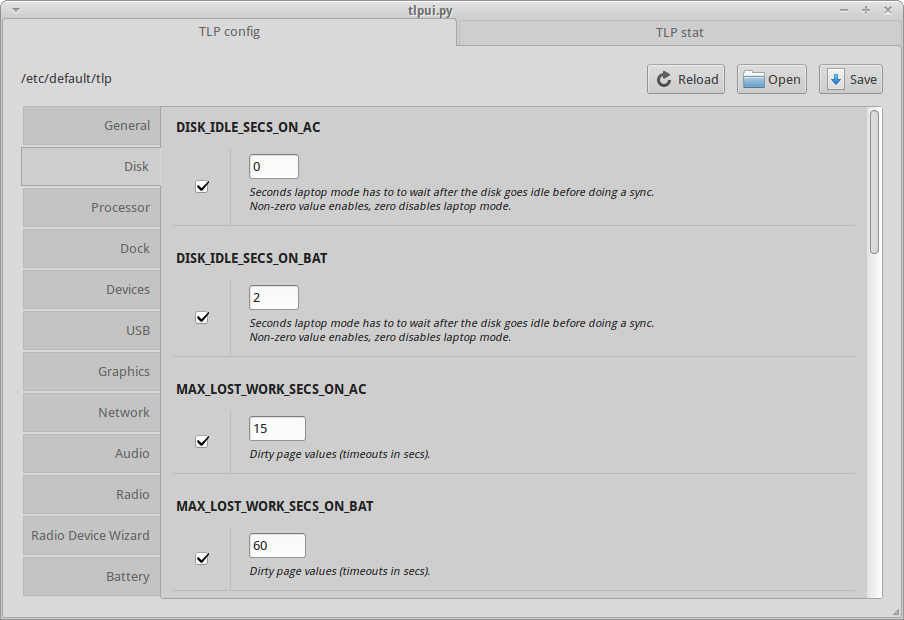 tlpui.py
TLP config
TLP stat
/etc/default/tlp
Reload
Open
Save
General
Disk
Processor
Dock
Devices
USB
Graphics
Network
Audio
Radio
Radio Device Wizard
Battery
DISK_IDLE_SECS_ON_AC
0
Seconds laptop mode has to to wait after the disk goes idle before doing a sync.
Non-zero value enables, zero disables laptop mode.
DISK_IDLE_SECS_ON_BAT
2
Seconds laptop mode has to to wait after the disk goes idle before doing a sync.
Non-zero value enables, zero disables laptop mode.
MAX_LOST_WORK_SECS_ON_AC
15
Dirty page values (timeouts in secs).
MAX_LOST_WORK_SECS_ON_BAT
60
Dirty page values (timeouts in secs).